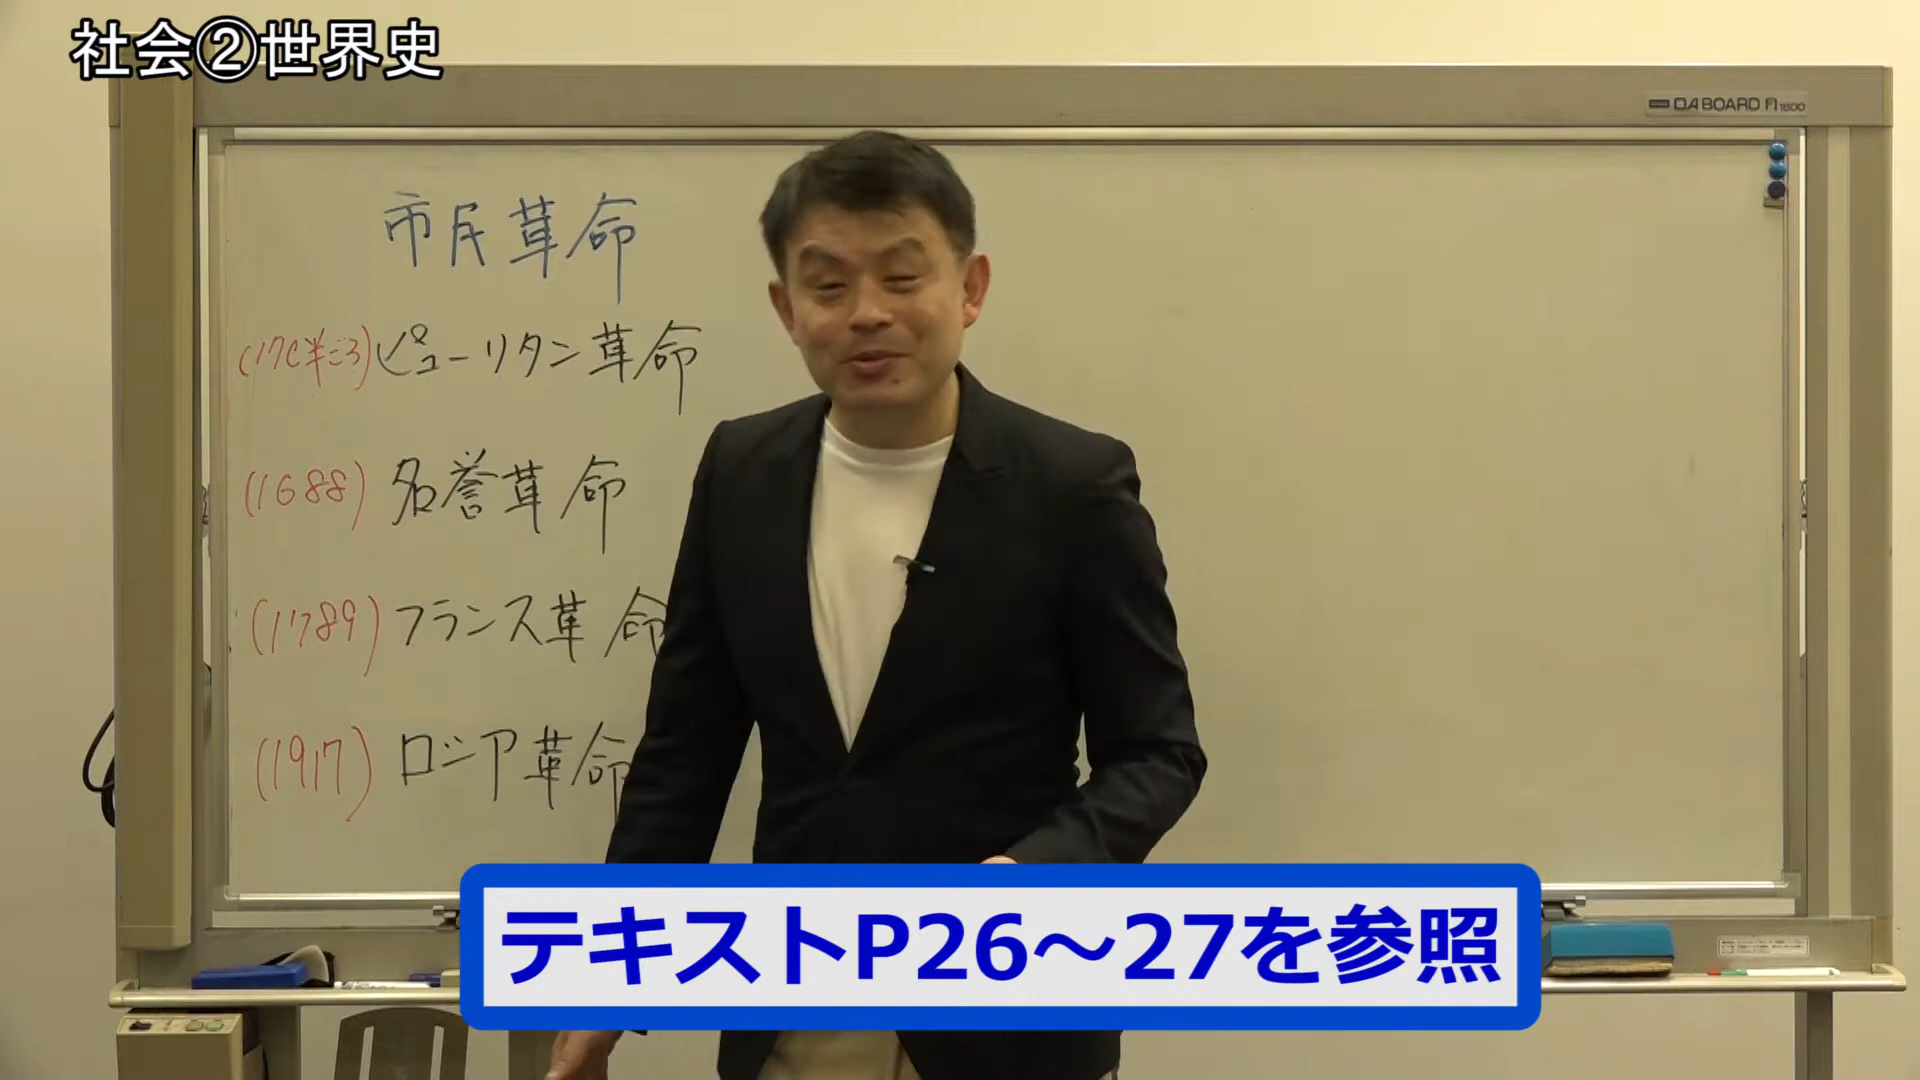 社会②世界史
OA BOARD
市民革命
(17C半ごろ)ピューリタン革命
(1688) 名誉革命
(1789) フランス革命
(1917) ロシア革命
テキストP26～27を参照